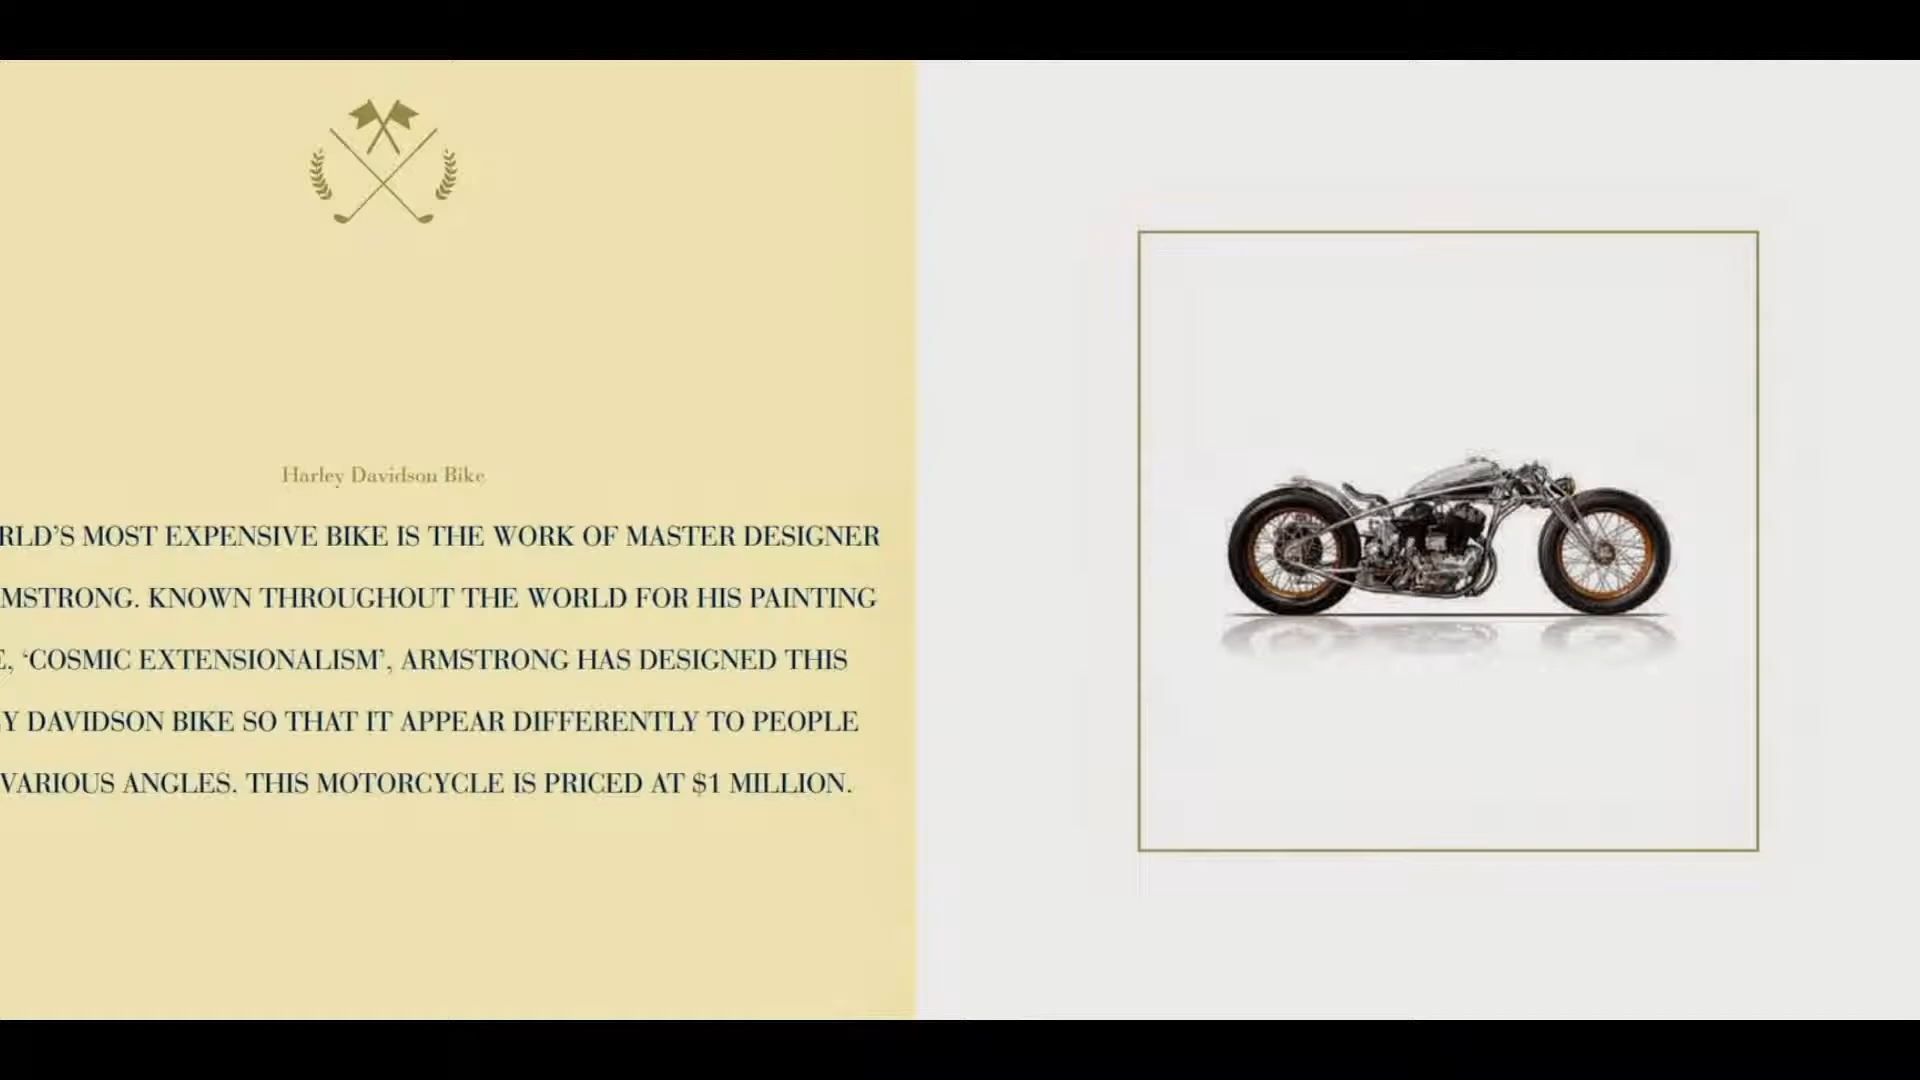 Harley Davidson Bike
RLD'S MOST EXPENSIVE BIKE IS THE WORK OF MASTER DESIGNER
MSTRONG. KNOWN THROUGHOUT THE WORLD FOR HIS PAINTING
E, ‘COSMIC EXTENSIONALISM’, ARMSTRONG HAS DESIGNED THIS
Y DAVIDSON BIKE SO THAT IT APPEAR DIFFERENTLY TO PEOPLE
VARIOUS ANGLES. THIS MOTORCYCLE IS PRICED AT $1 MILLION.